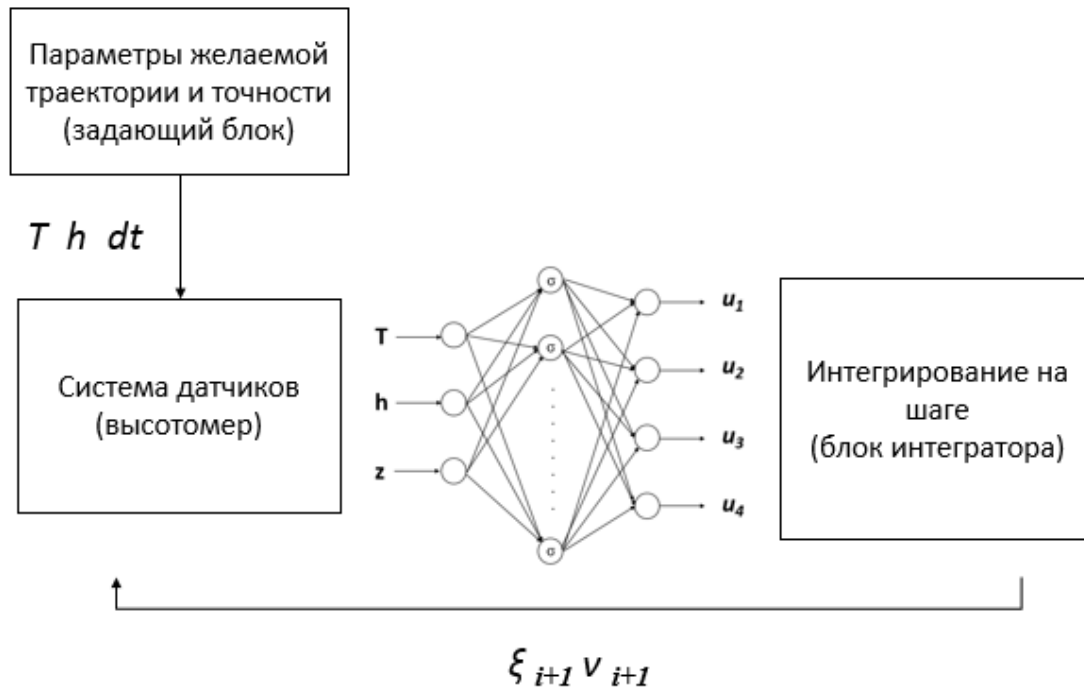 Параметры желаемой
траектории и точности
(задающий блок)
T h dt
Система датчиков
(высотомер)
T
h
z
σ
σ
σ
u₁
u₂
u₃
u₄
Интегрирование на
шаге
(блок интегратора)
ξ i+1 ν i+1